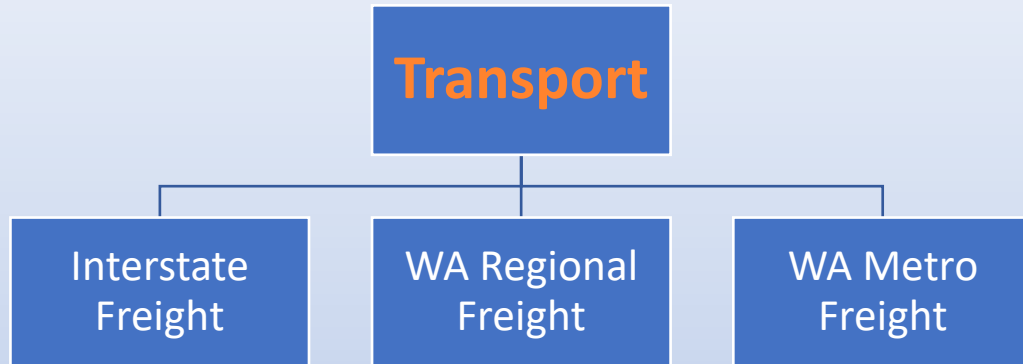 Transport
Interstate
Freight
WA Regional
Freight
WA Metro
Freight